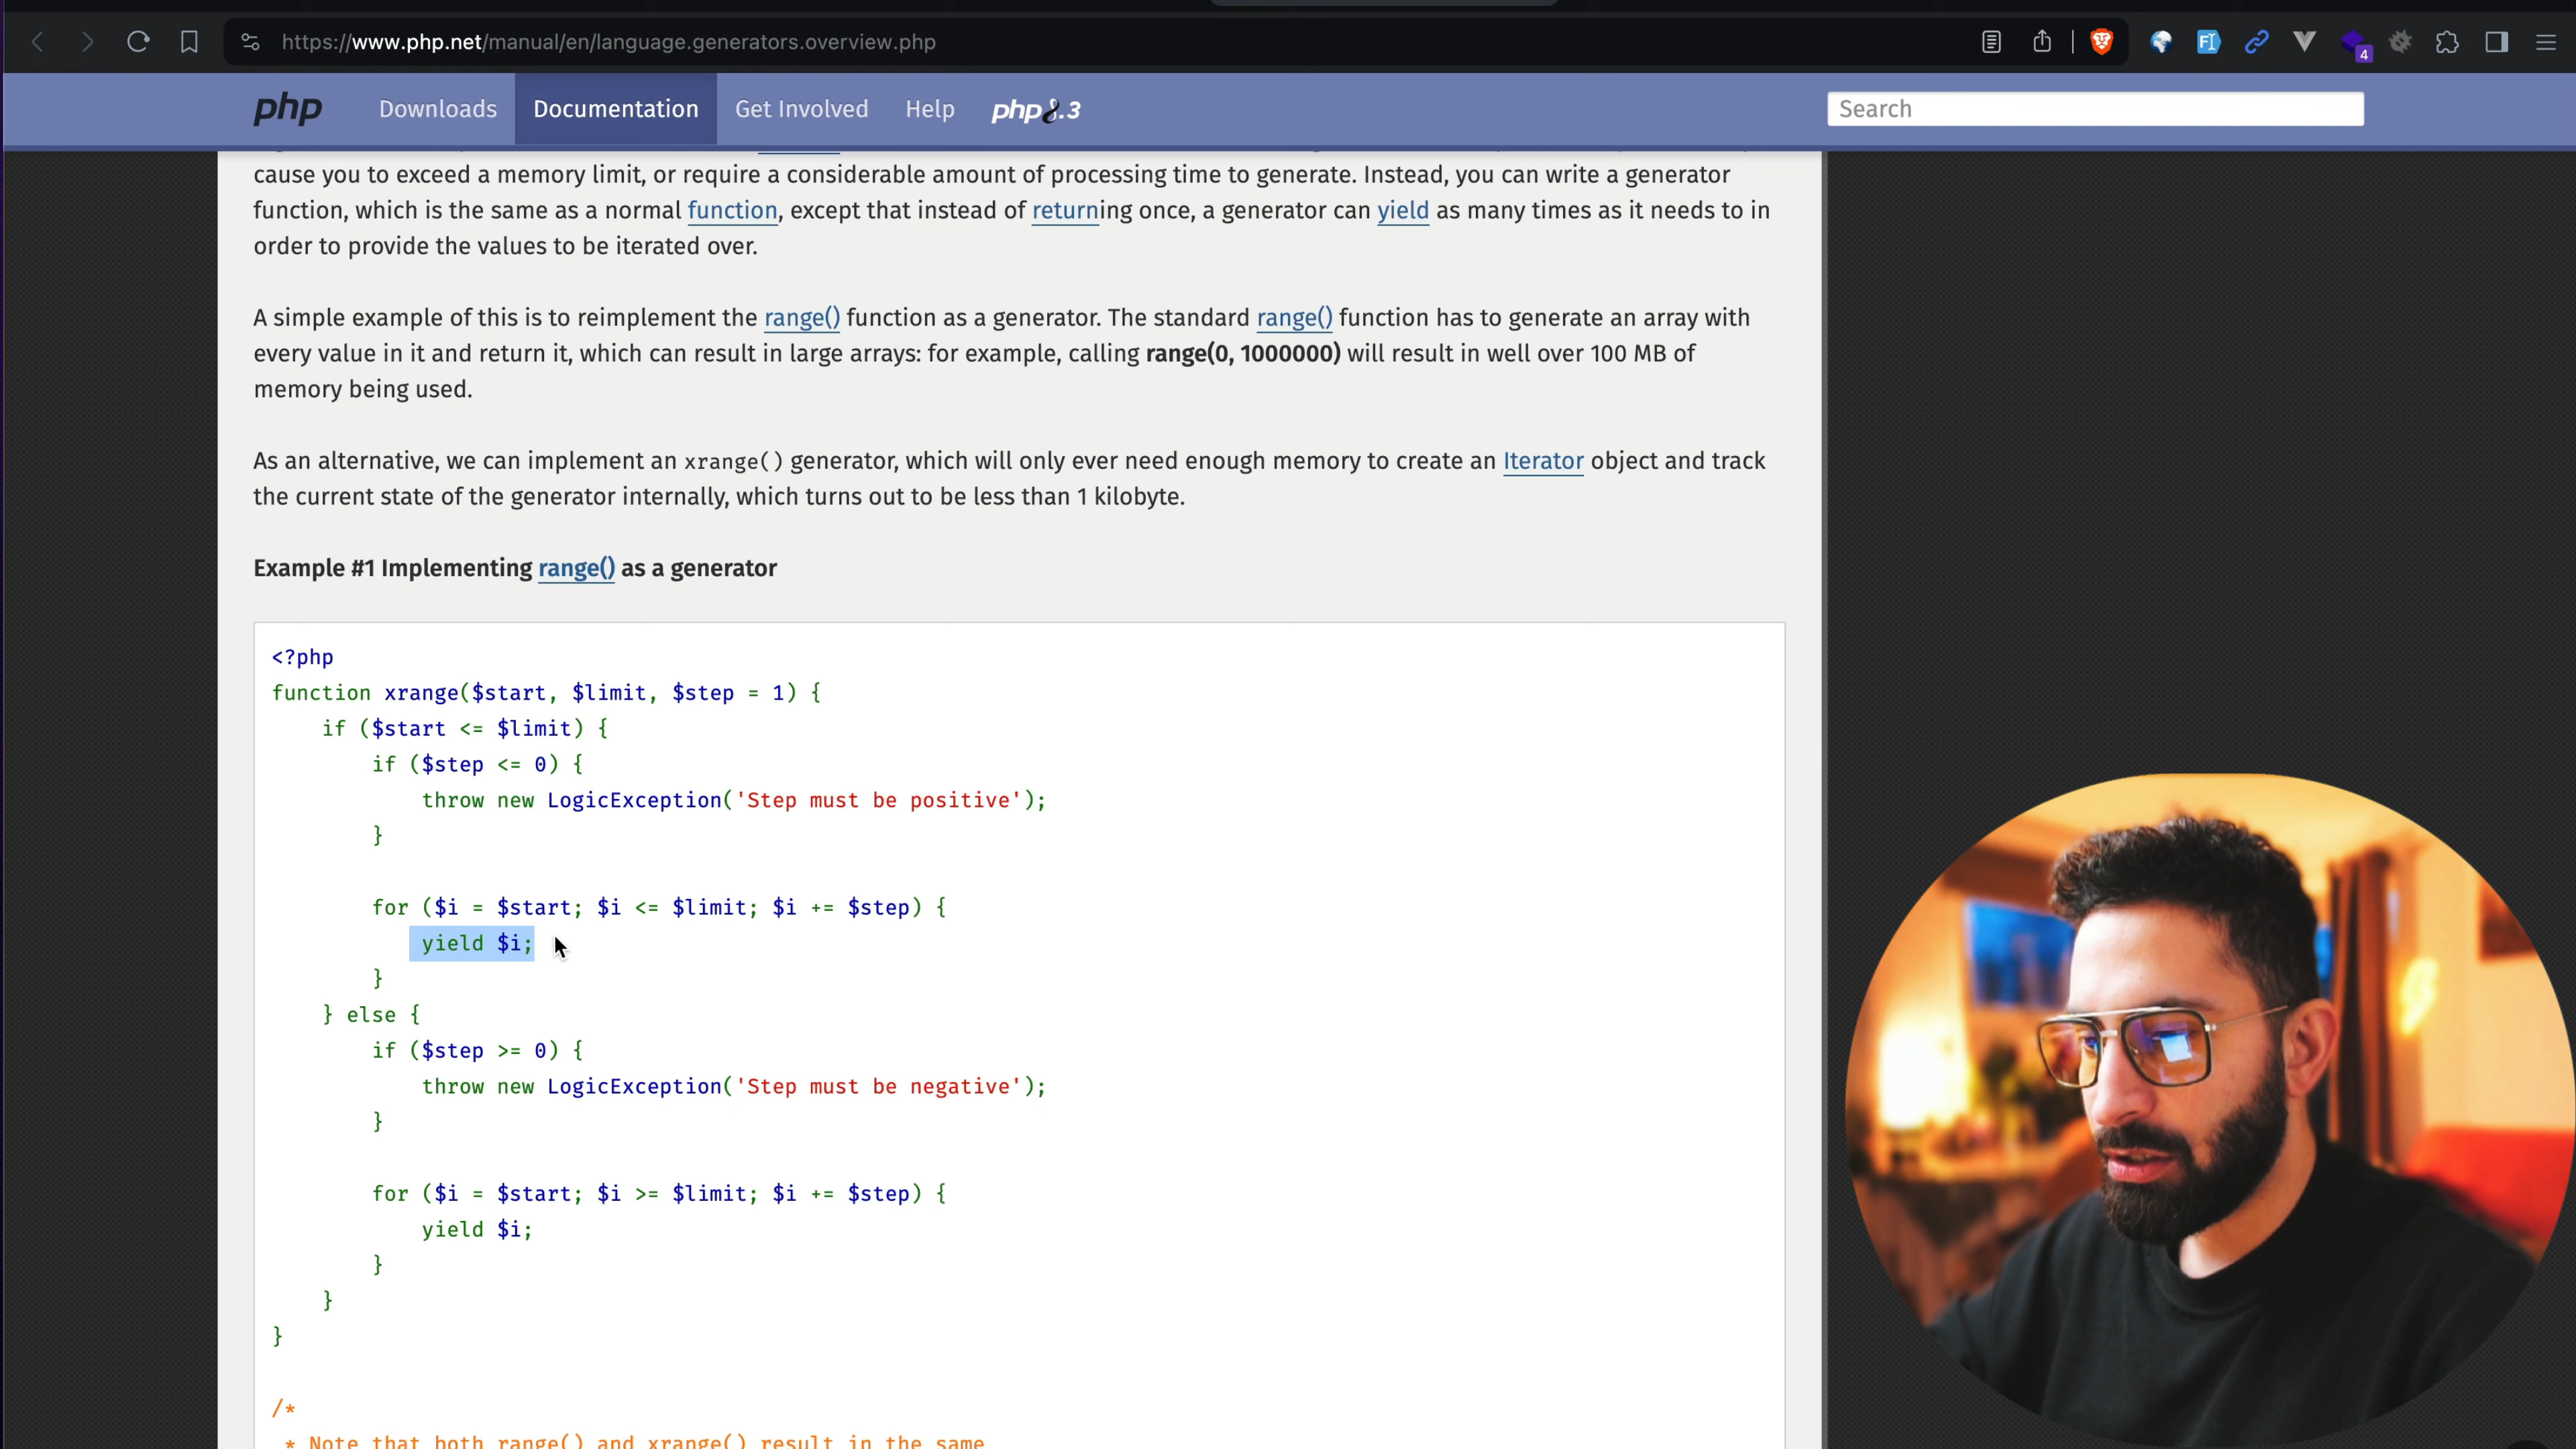 https://www.php.net/manual/en/language.generators.overview.php
4
php Downloads Documentation Get Involved Help php8.3 Search
cause you to exceed a memory limit, or require a considerable amount of processing time to generate. Instead, you can write a generator
function, which is the same as a normal function, except that instead of returning once, a generator can yield as many times as it needs to in
order to provide the values to be iterated over.
A simple example of this is to reimplement the range() function as a generator. The standard range() function has to generate an array with
every value in it and return it, which can result in large arrays: for example, calling range(0, 1000000) will result in well over 100 MB of
memory being used.
As an alternative, we can implement an xrange() generator, which will only ever need enough memory to create an Iterator object and track
the current state of the generator internally, which turns out to be less than 1 kilobyte.
Example #1 Implementing range() as a generator
<?php
function xrange($start, $limit, $step = 1) {
    if ($start <= $limit) {
        if ($step <= 0) {
            throw new LogicException('Step must be positive');
        }
        for ($i = $start; $i <= $limit; $i += $step) {
            yield $i;
        }
    } else {
        if ($step >= 0) {
            throw new LogicException('Step must be negative');
        }
        for ($i = $start; $i >= $limit; $i += $step) {
            yield $i;
        }
    }
}
/*
 * Note that both range() and xrange() result in the same